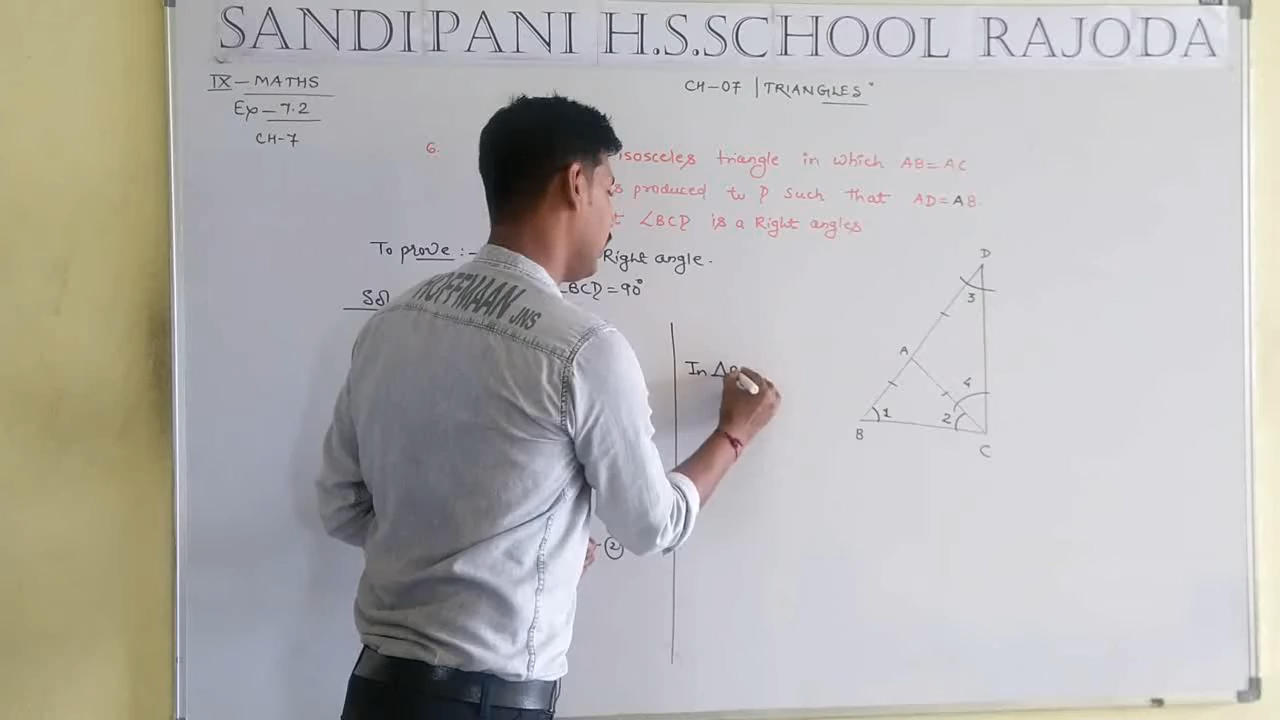 SANDIPANI H.S.SCHOOL RAJODA
IX - MATHS
Ex - 7.2
CH-7
CH-07 | TRIANGLES"
6. isosceles triangle in which AB = AC
produced to D such that AD = AB.
∠BCD is a Right angles
To prove :- Right angle.
∠BCD = 90°
HOFFMAAN JNS
In Δ
D
3
A
4
1
2
B
C
- ②